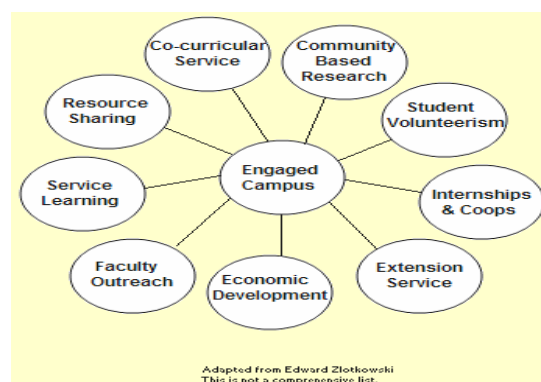 Co-curricular
Service
Community
Based
Research
Resource
Sharing
Student
Volunteerism
Engaged
Campus
Service
Learning
Internships
& Coops
Faculty
Outreach
Economic
Development
Extension
Service
Adapted from Edward Zlotkowski
This is not a comprehensive list.